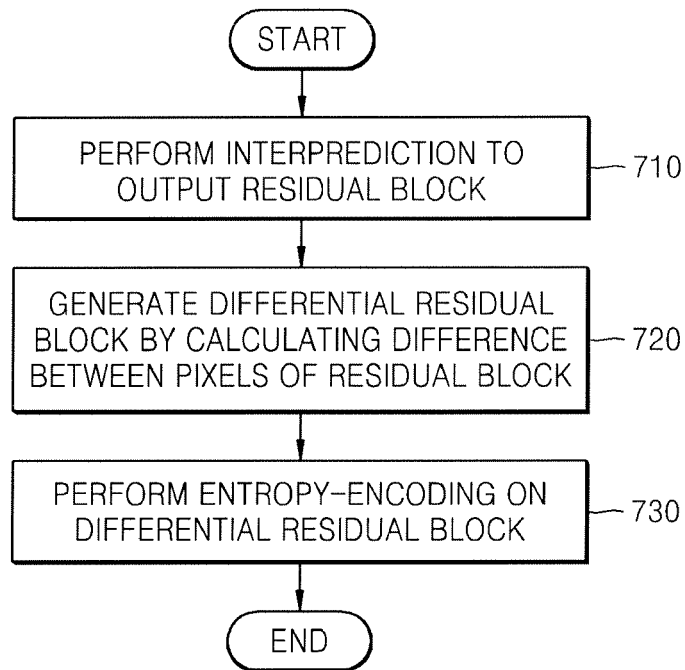 START
PERFORM INTERPREDICTION TO
OUTPUT RESIDUAL BLOCK
710
GENERATE DIFFERENTIAL RESIDUAL
BLOCK BY CALCULATING DIFFERENCE
BETWEEN PIXELS OF RESIDUAL BLOCK
720
PERFORM ENTROPY-ENCODING ON
DIFFERENTIAL RESIDUAL BLOCK
730
END